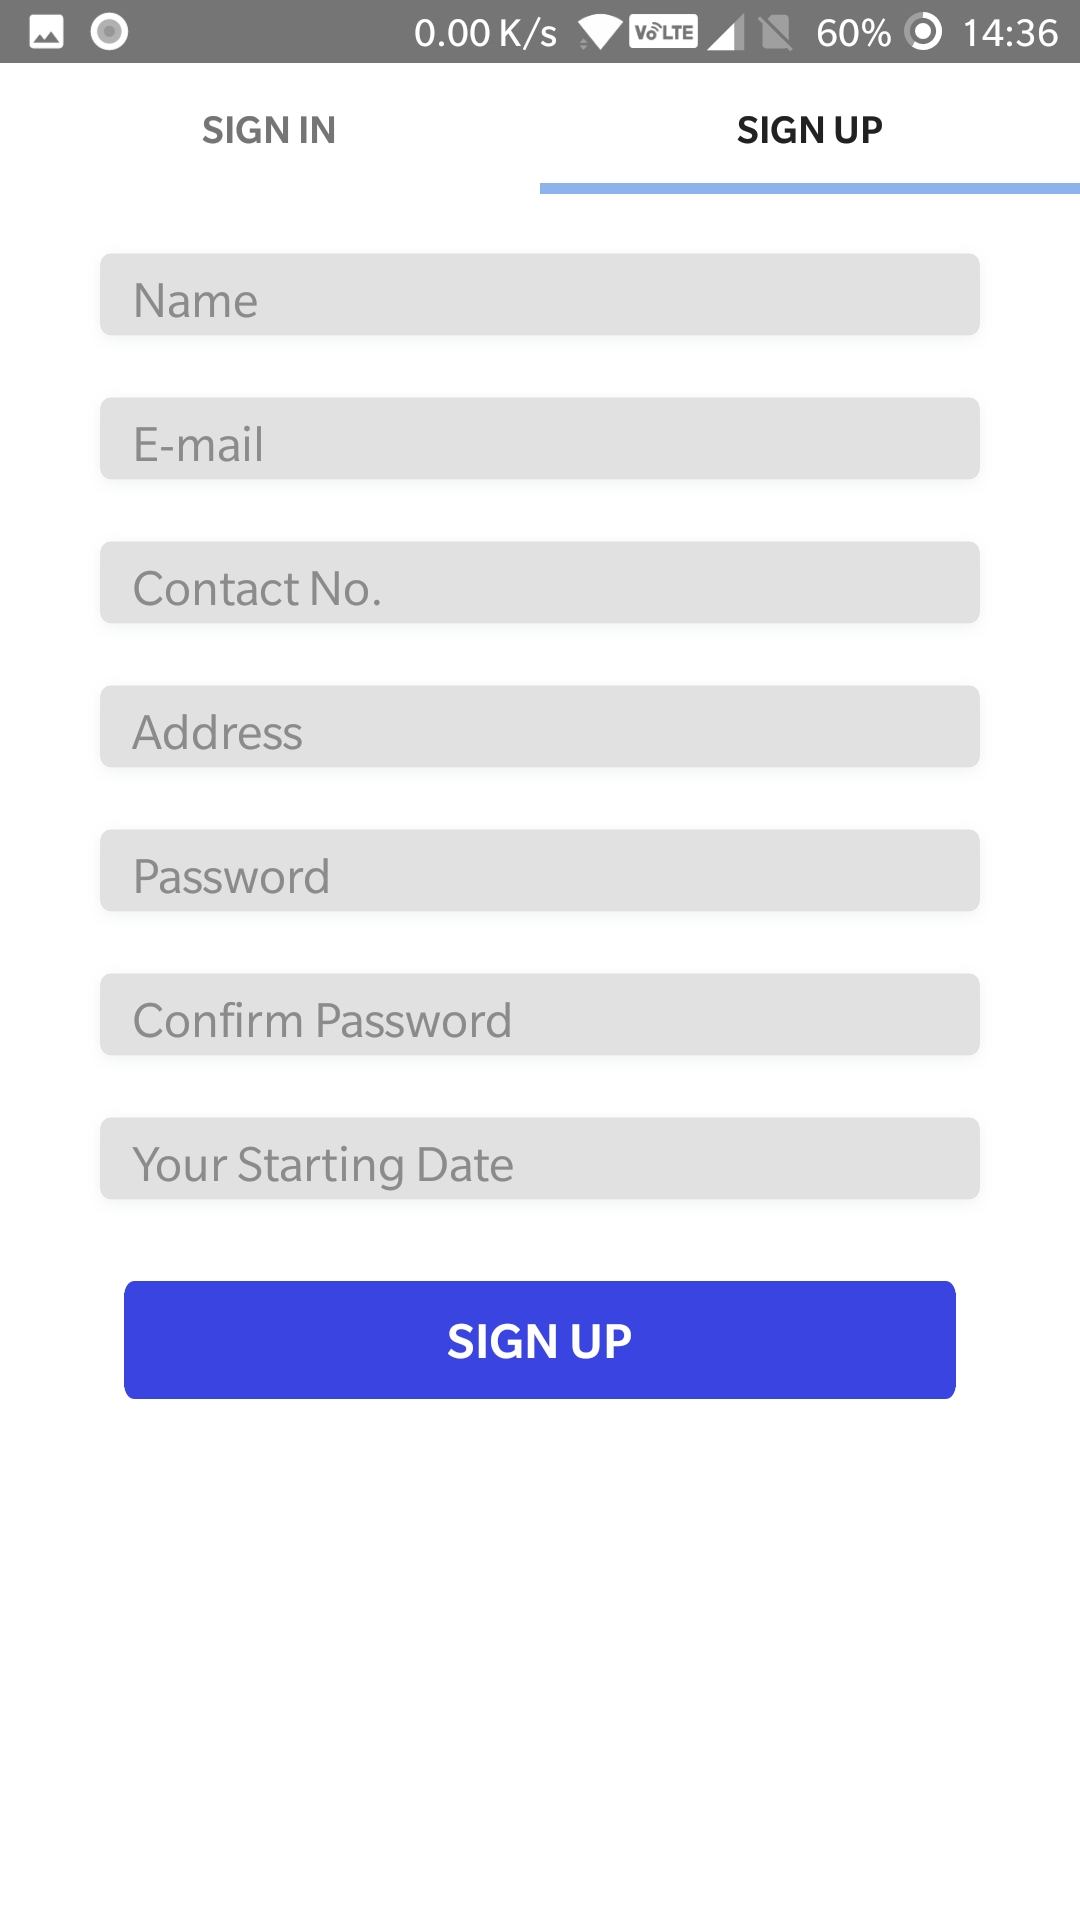 0.00 K/s VoLTE 60% 14:36
SIGN IN SIGN UP
Name
E-mail
Contact No.
Address
Password
Confirm Password
Your Starting Date
SIGN UP